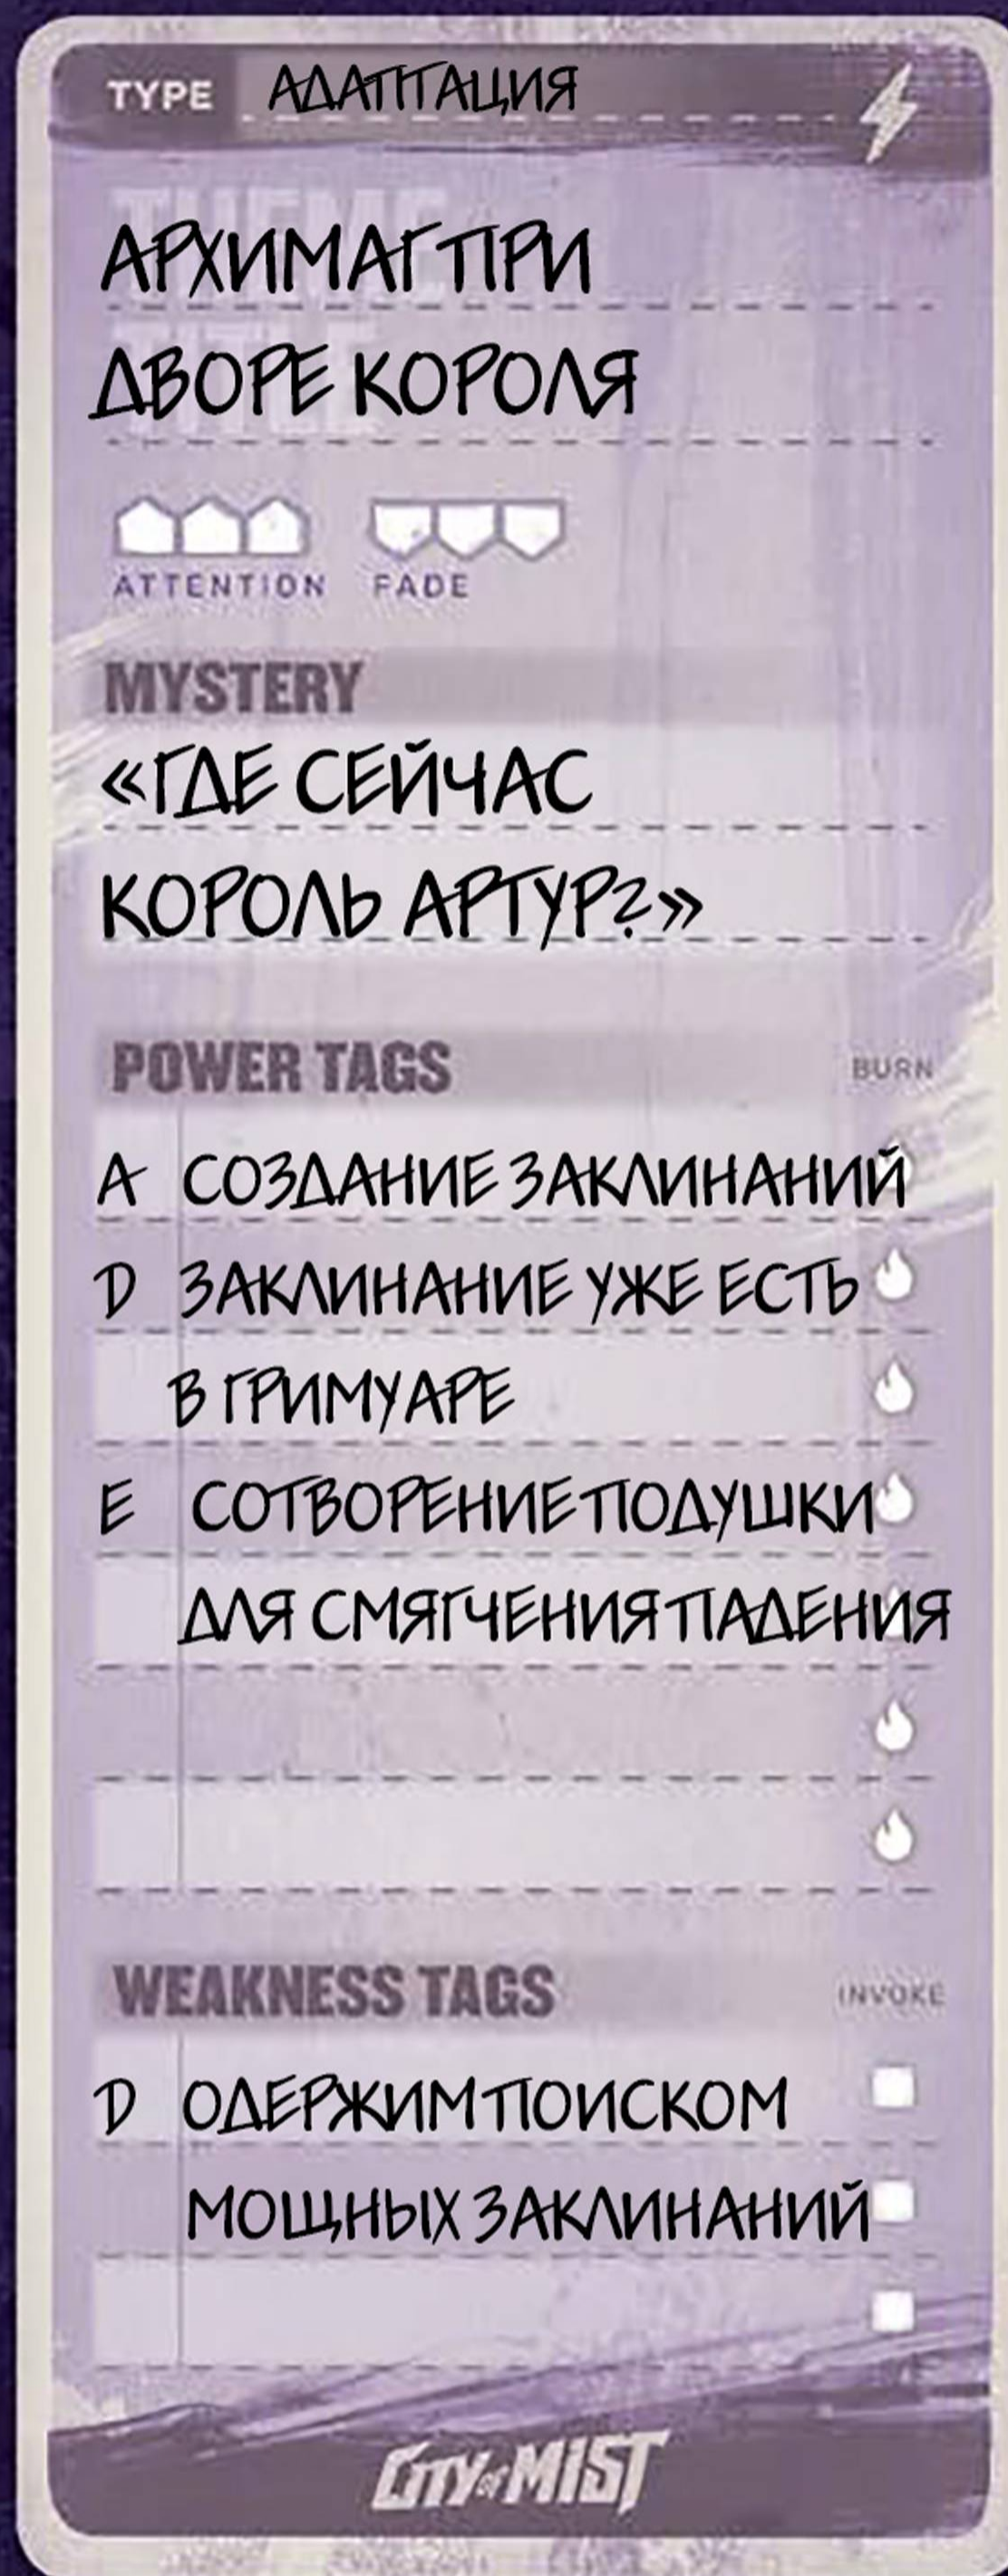 TYPE АДАПТАЦИЯ
АРХИМАГ ПРИ
ДВОРЕ КОРОЛЯ
ATTENTION FADE
MYSTERY
«ГДЕ СЕЙЧАС
КОРОЛЬ АРТУР?»
POWER TAGS BURN
A СОЗДАНИЕ ЗАКЛИНАНИЙ
D ЗАКЛИНАНИЕ УЖЕ ЕСТЬ
В ГРИМУАРЕ
E СОТВОРЕНИЕ ПОДУШКИ
ДЛЯ СМЯГЧЕНИЯ ПАДЕНИЯ
WEAKNESS TAGS INVOKE
D ОДЕРЖИМ ПОИСКОМ
МОЩНЫХ ЗАКЛИНАНИЙ
CITY of MIST